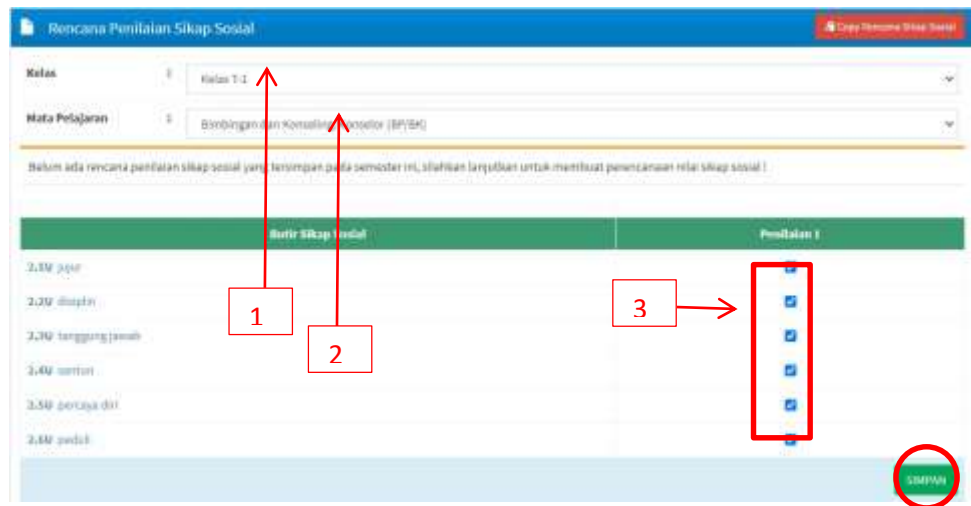 Rencana Penilaian Sikap Sosial
Copy Rencana Sikap Sosial
Kelas : Kelas 7-1
Mata Pelajaran : Bimbingan dan Konseling/Konselor (BP/BK)
Belum ada rencana penilaian sikap sosial yang tersimpan pada semester ini, silahkan lanjutkan untuk membuat perencanaan nilai sikap sosial !
Butir Sikap Sosial Penilaian 1
2.1U jujur
2.2U disiplin
2.3U tanggung jawab
2.4U santun
2.5U percaya diri
2.6U peduli
1
2
3
SIMPAN